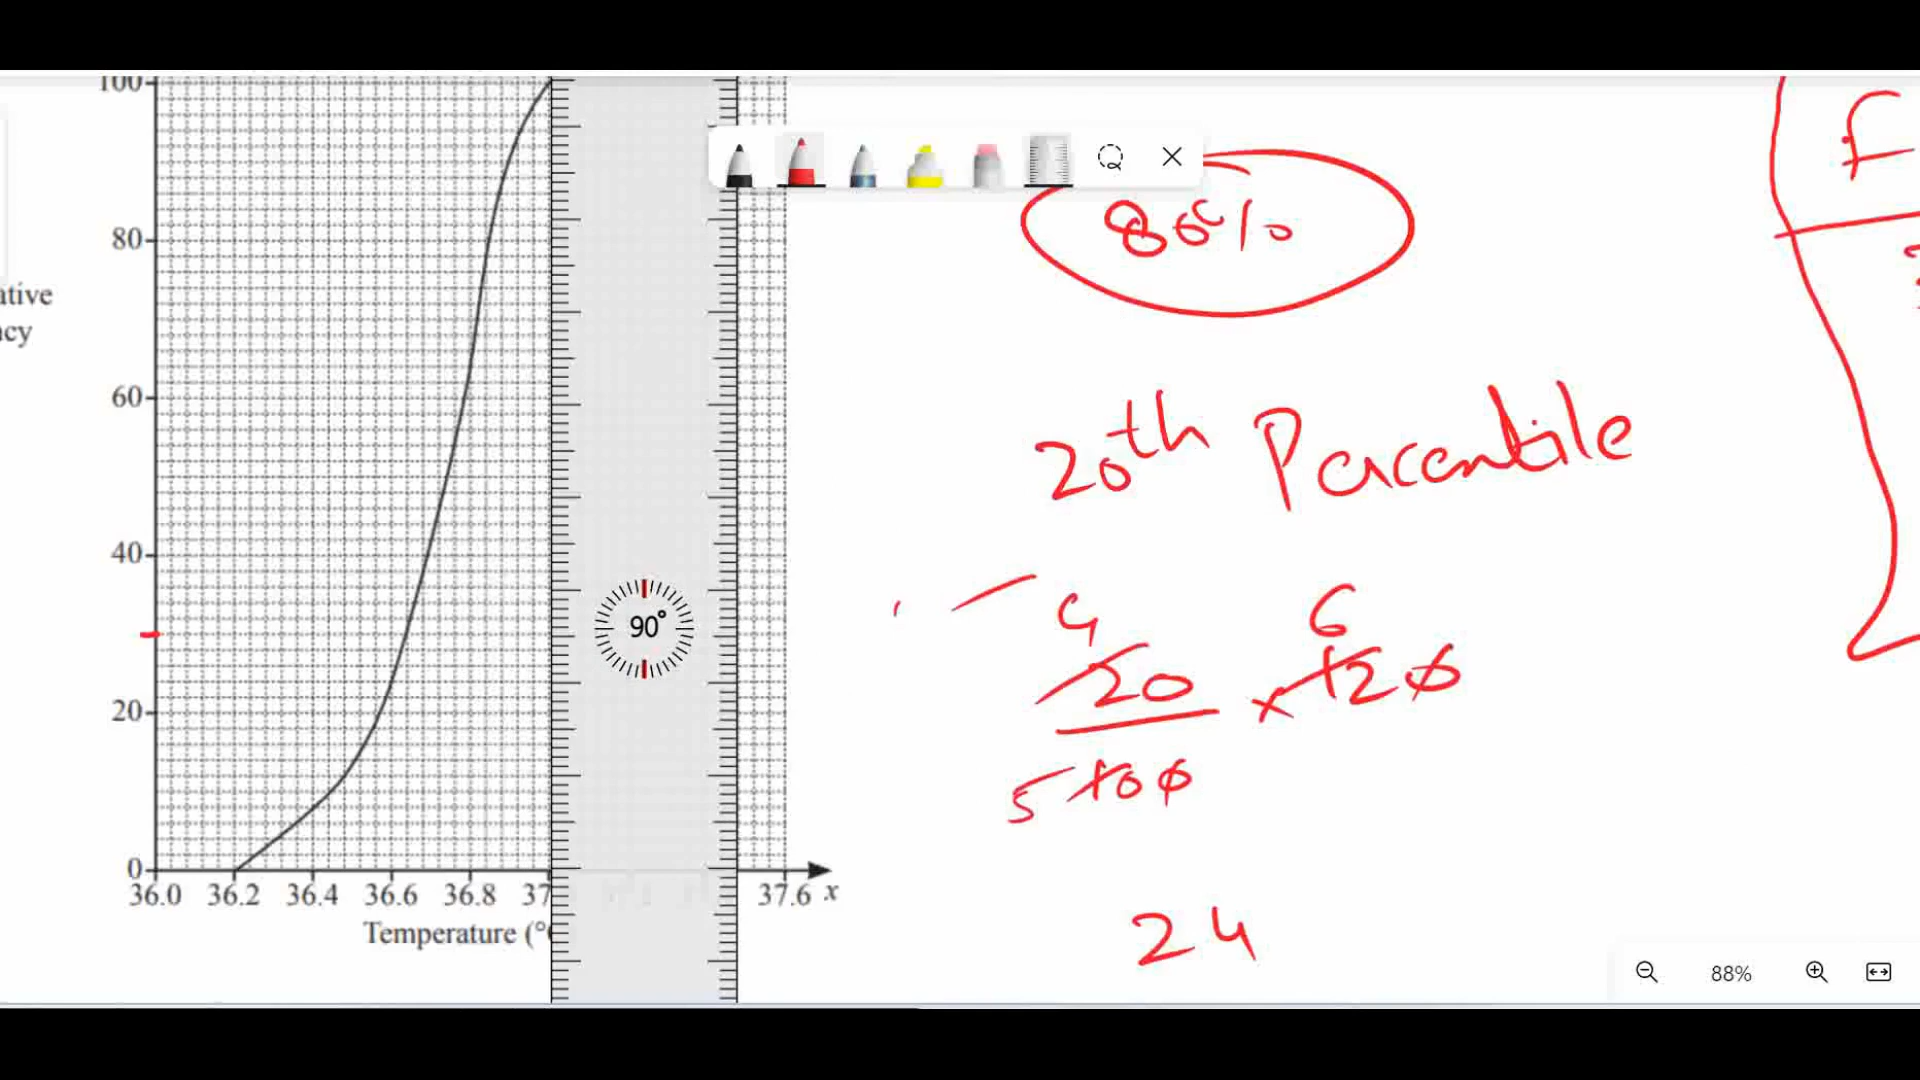 100
80
60
40
20
0
ative
ncy
36.0 36.2 36.4 36.6 36.8 37 37.6 x
Temperature (°
90°
80%
20th Percentile
4 6
20 × 120
5 100
24
f
88%